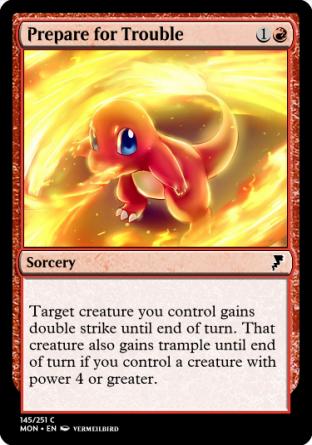 Prepare for Trouble 1
Sorcery
Target creature you control gains
double strike until end of turn. That
creature also gains trample until end
of turn if you control a creature with
power 4 or greater.
145/251 C
MON • EN VERMEILBIRD